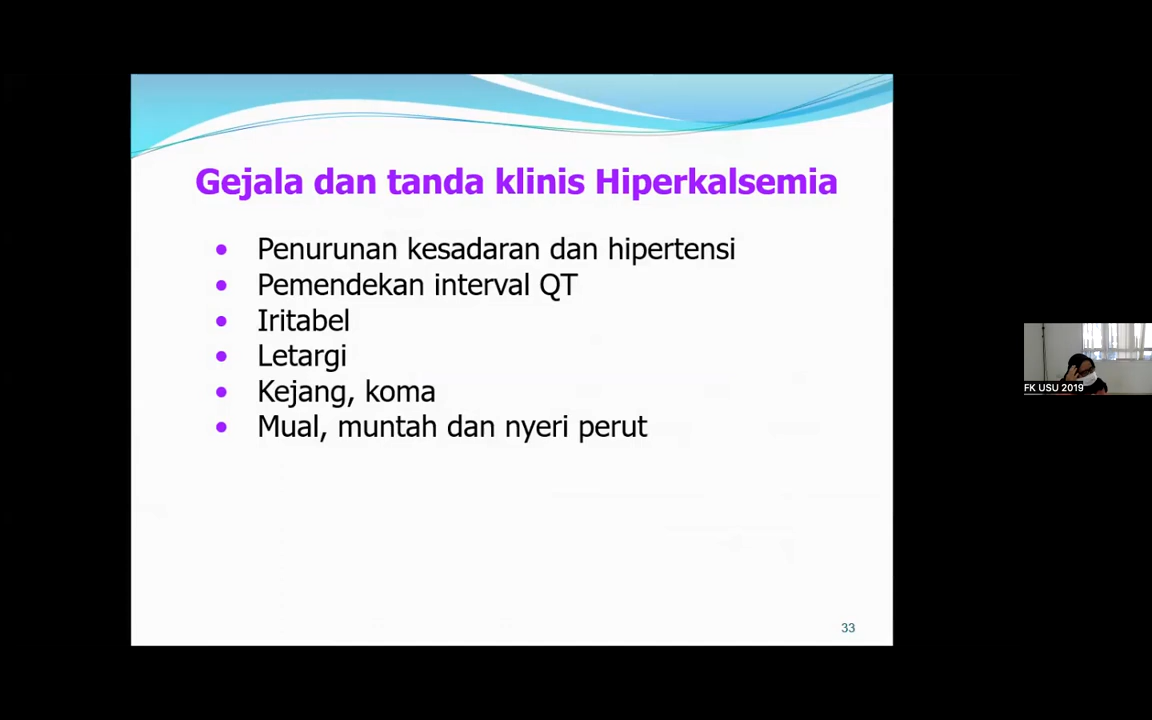 Gejala dan tanda klinis Hiperkalsemia
• Penurunan kesadaran dan hipertensi
• Pemendekan interval QT
• Iritabel
• Letargi
• Kejang, koma
• Mual, muntah dan nyeri perut
FK USU 2019
33